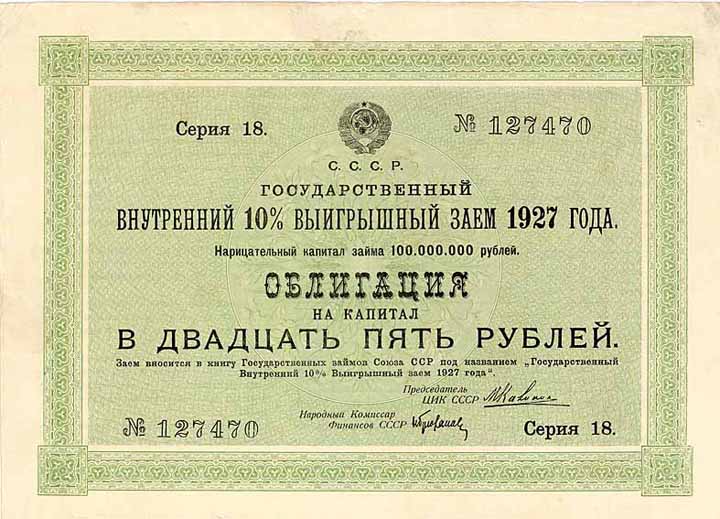 Серия 18.
№ 127470
С. С. С. Р.
ГОСУДАРСТВЕННЫЙ
ВНУТРЕННИЙ 10% ВЫИГРЫШНЫЙ ЗАЕМ 1927 ГОДА.
Нарицательный капитал займа 100.000.000 рублей.
ОБЛИГАЦИЯ
НА КАПИТАЛ
В ДВАДЦАТЬ ПЯТЬ РУБЛЕЙ.
Заем вносится в книгу Государственных займов Союза ССР под названием „Государственный
Внутренний 10% Выигрышный заем 1927 года“.
Председатель
ЦИК СССР
Народный Комиссар
Финансов СССР
№ 127470
Серия 18.